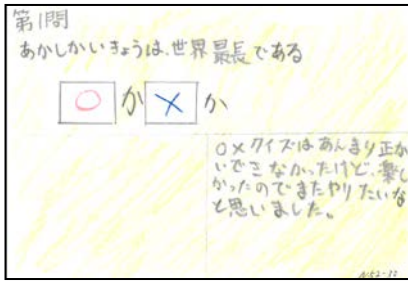 第1問
あかしかいきょうは、世界最長である
○か×か
○×クイズはあんまり正か
いできなかったけど、楽し
かったのでまたやりたいな
と思いました。
N52-12